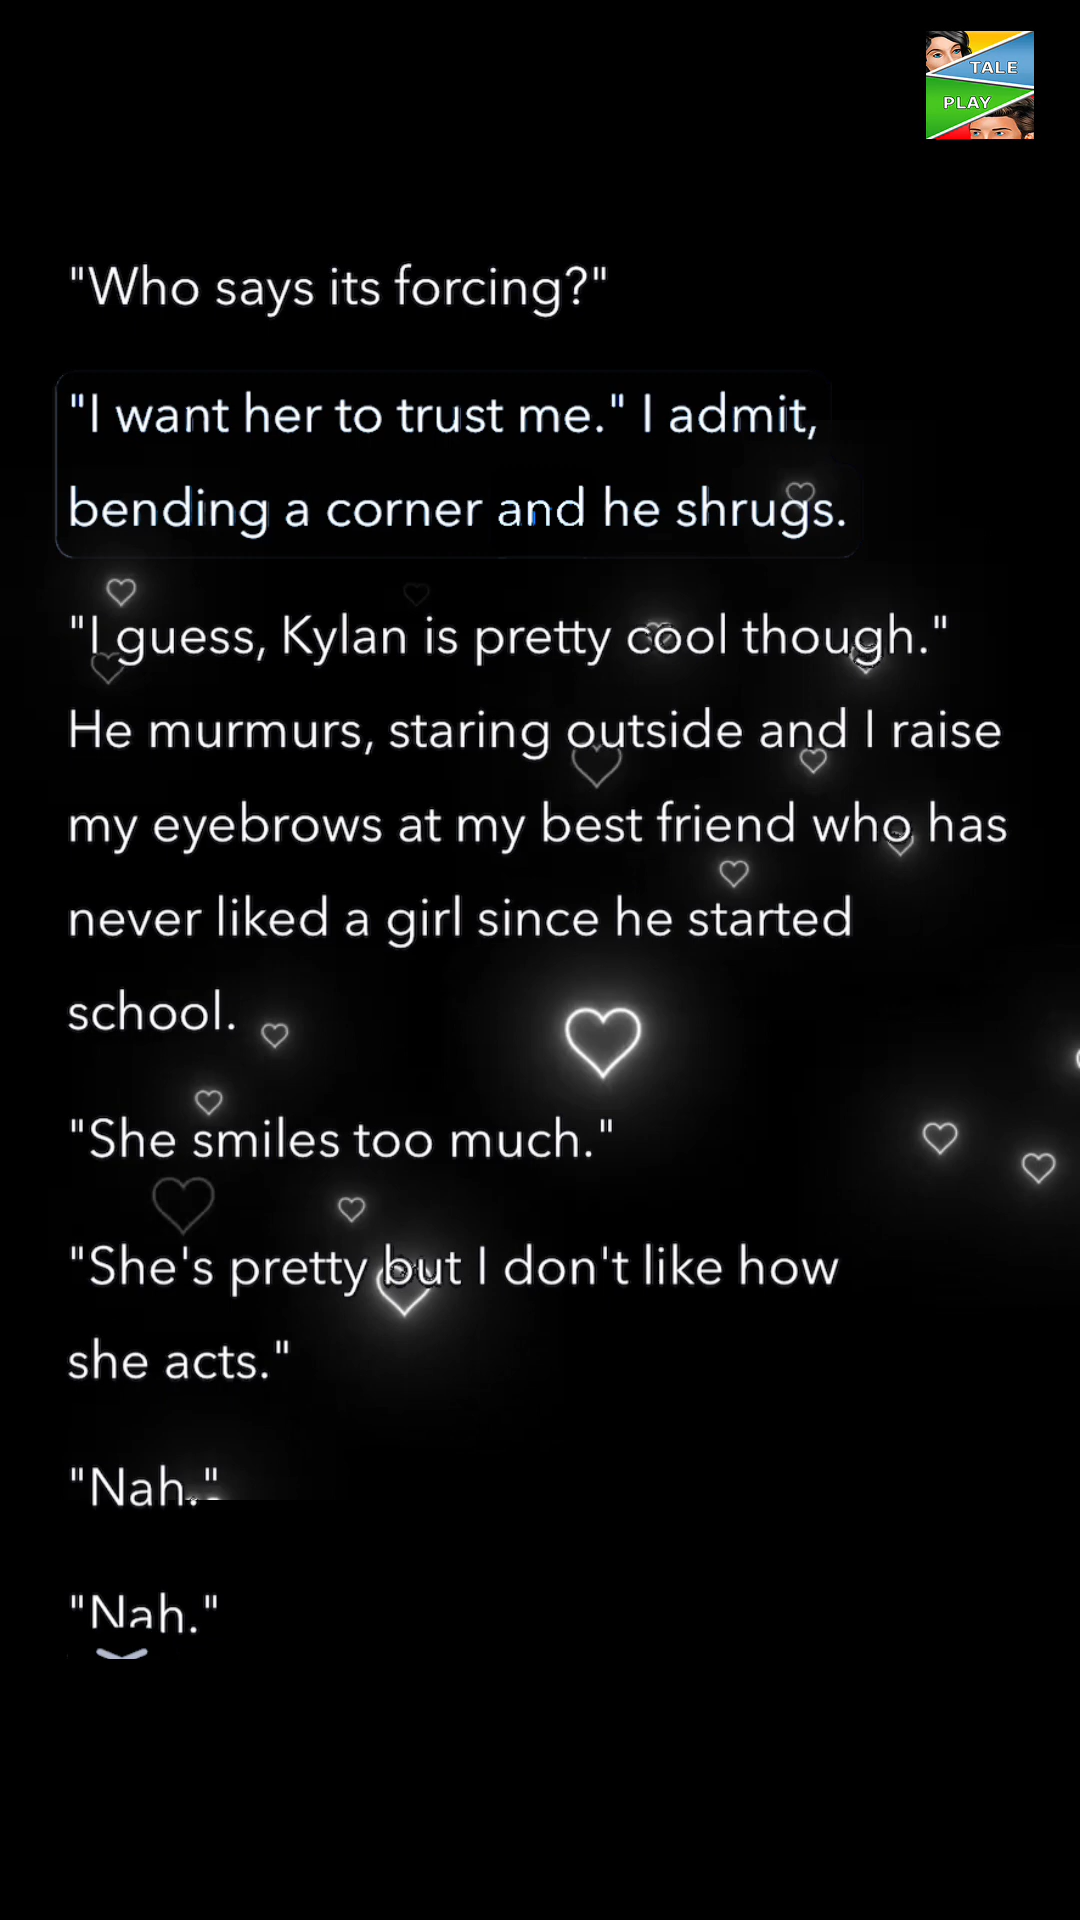 TALE
PLAY
"Who says its forcing?"
"I want her to trust me." I admit,
bending a corner and he shrugs.
"I guess, Kylan is pretty cool though."
He murmurs, staring outside and I raise
my eyebrows at my best friend who has
never liked a girl since he started
school.
"She smiles too much."
"She's pretty but I don't like how
she acts."
"Nah."
"Nah."